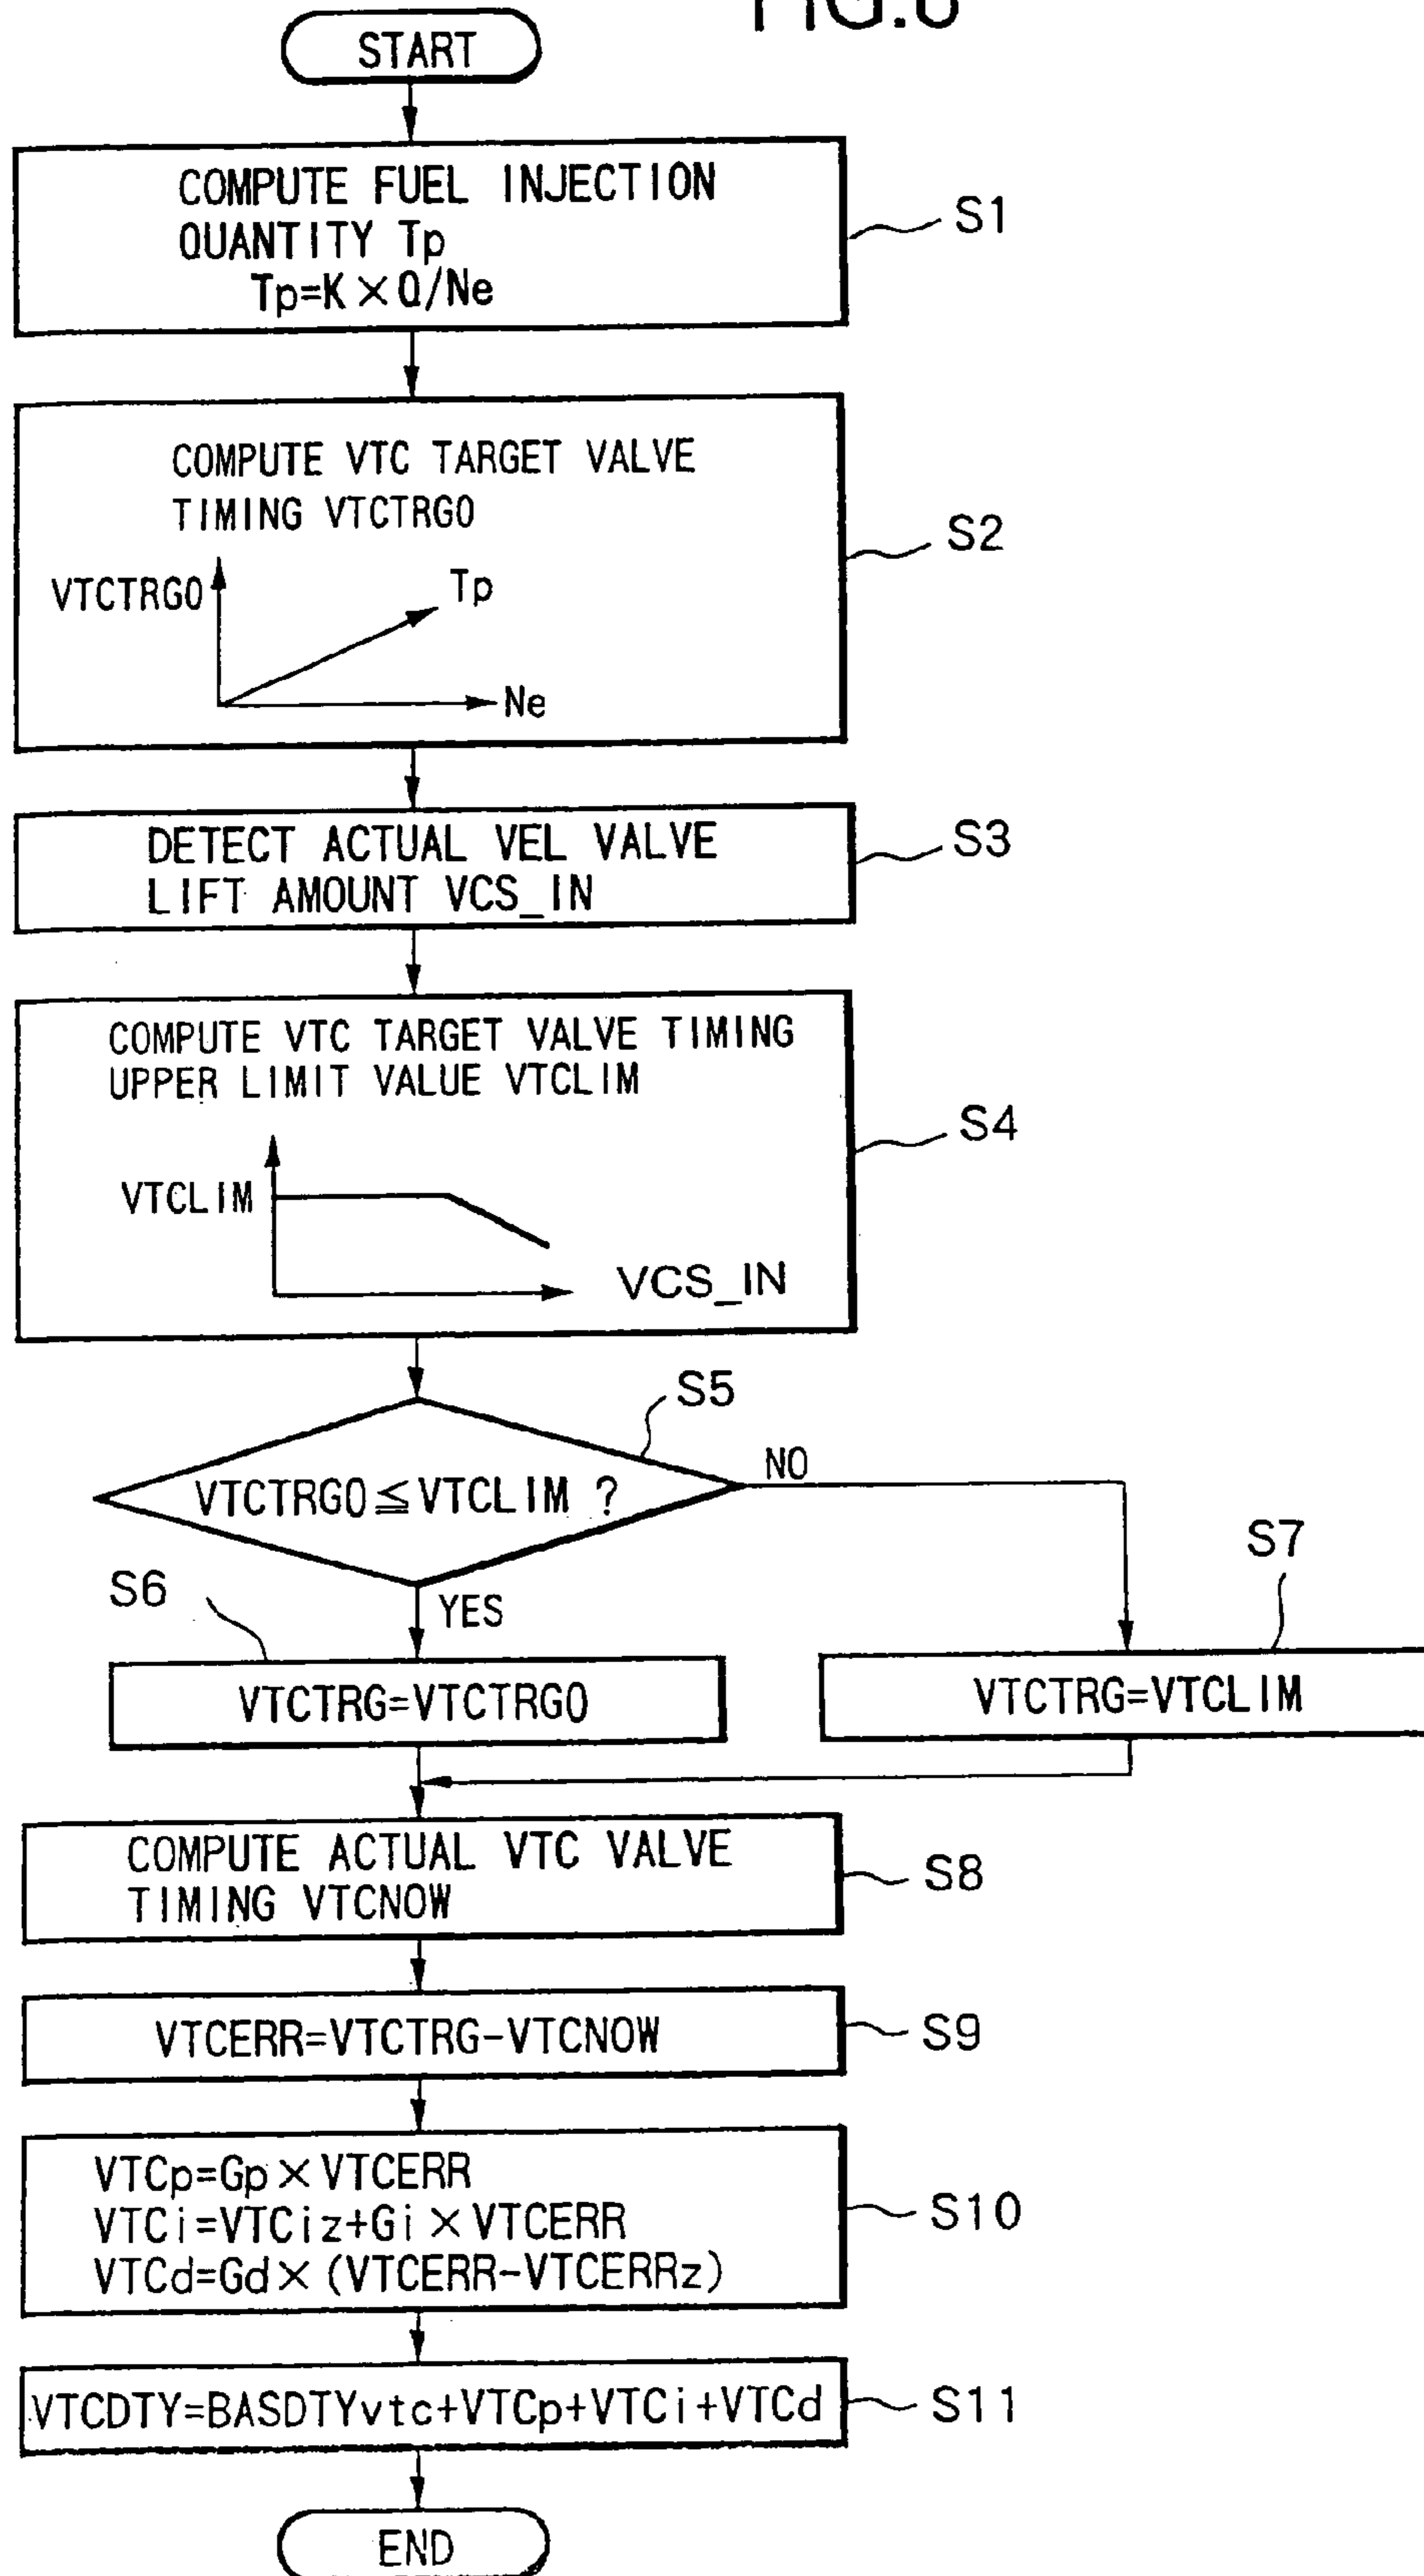 START
COMPUTE FUEL INJECTION
QUANTITY Tp
Tp=K×Q/Ne
S1
COMPUTE VTC TARGET VALVE
TIMING VTCTRG0
VTCTRG0
Tp
Ne
S2
DETECT ACTUAL VEL VALVE
LIFT AMOUNT VCS_IN
S3
COMPUTE VTC TARGET VALVE TIMING
UPPER LIMIT VALUE VTCLIM
VTCLIM
VCS_IN
S4
S5
VTCTRG0≦VTCLIM ?
NO
YES
S6
VTCTRG=VTCTRG0
S7
VTCTRG=VTCLIM
COMPUTE ACTUAL VTC VALVE
TIMING VTCNOW
S8
VTCERR=VTCTRG-VTCNOW
S9
VTCp=Gp×VTCERR
VTCi=VTCiz+Gi×VTCERR
VTCd=Gd×(VTCERR-VTCERRz)
S10
VTCDTY=BASDTYvtc+VTCp+VTCi+VTCd
S11
END